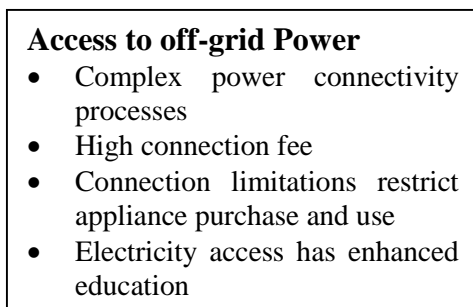 Access to off-grid Power
• Complex power connectivity
processes
• High connection fee
• Connection limitations restrict
appliance purchase and use
• Electricity access has enhanced
education